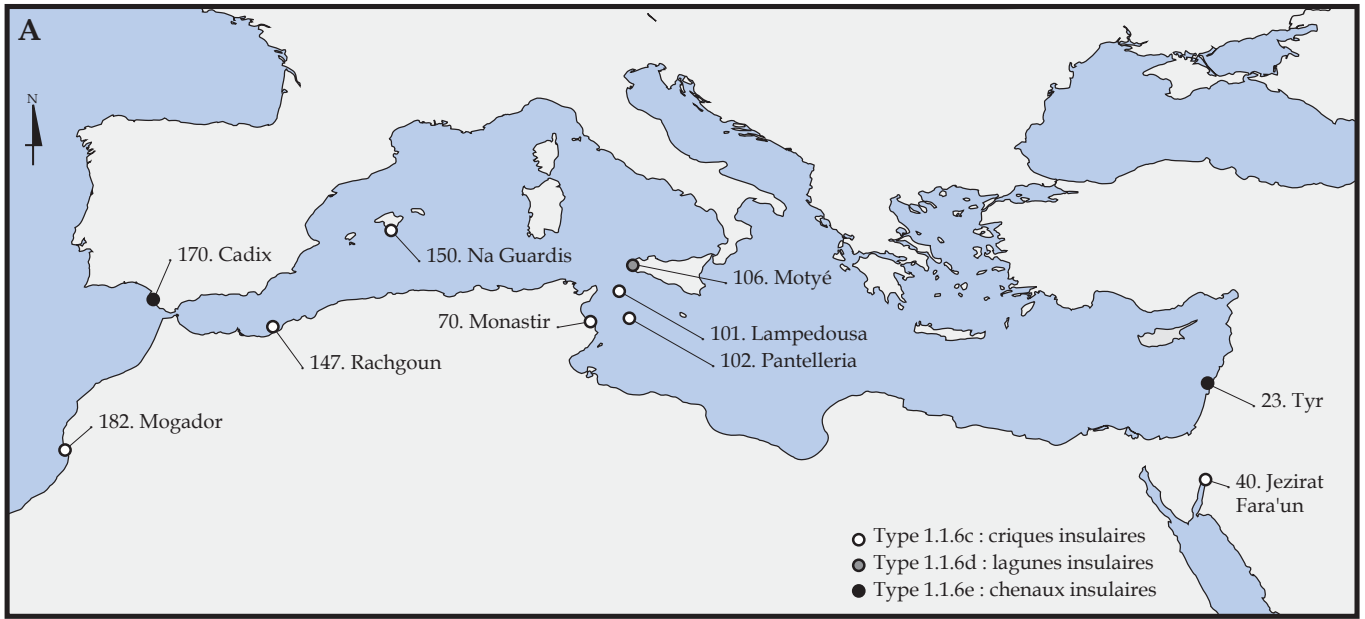 A
N
170. Cadix
150. Na Guardis
106. Motyé
70. Monastir
101. Lampedousa
102. Pantelleria
147. Rachgoun
23. Tyr
182. Mogador
40. Jezirat
Fara'un
Type 1.1.6c : criques insulaires
Type 1.1.6d : lagunes insulaires
Type 1.1.6e : chenaux insulaires